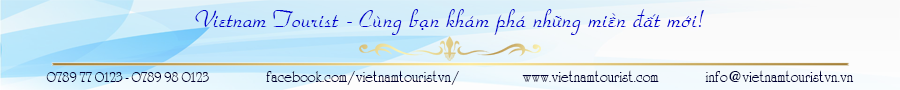 Vietnam Tourist - Cùng bạn khám phá những miền đất mới!
0789 77 0123 - 0789 98 0123 facebook.com/vietnamtouristvn/ www.vietnamtourist.com info@vietnamtouristvn.vn